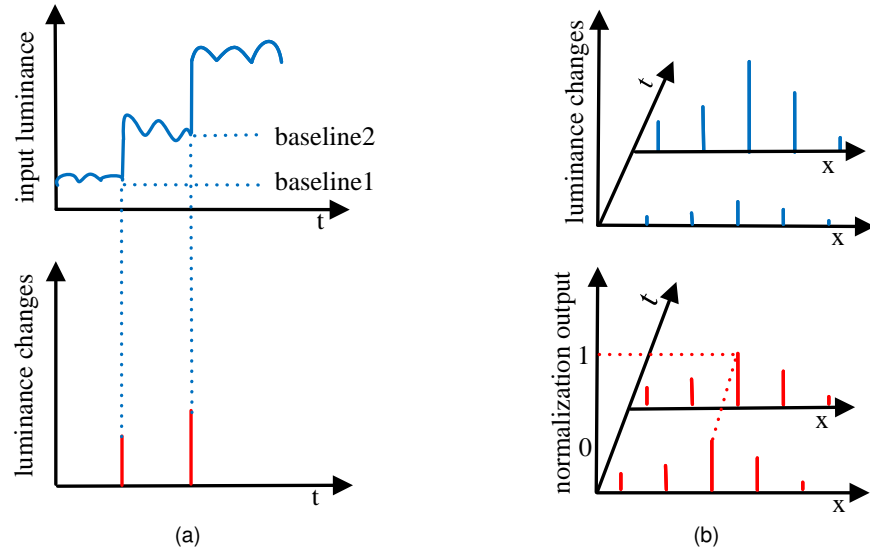 input luminance
baseline2
baseline1
t
luminance changes
t
(a)
luminance changes
t
x
x
normalization output
t
1
0
x
x
(b)